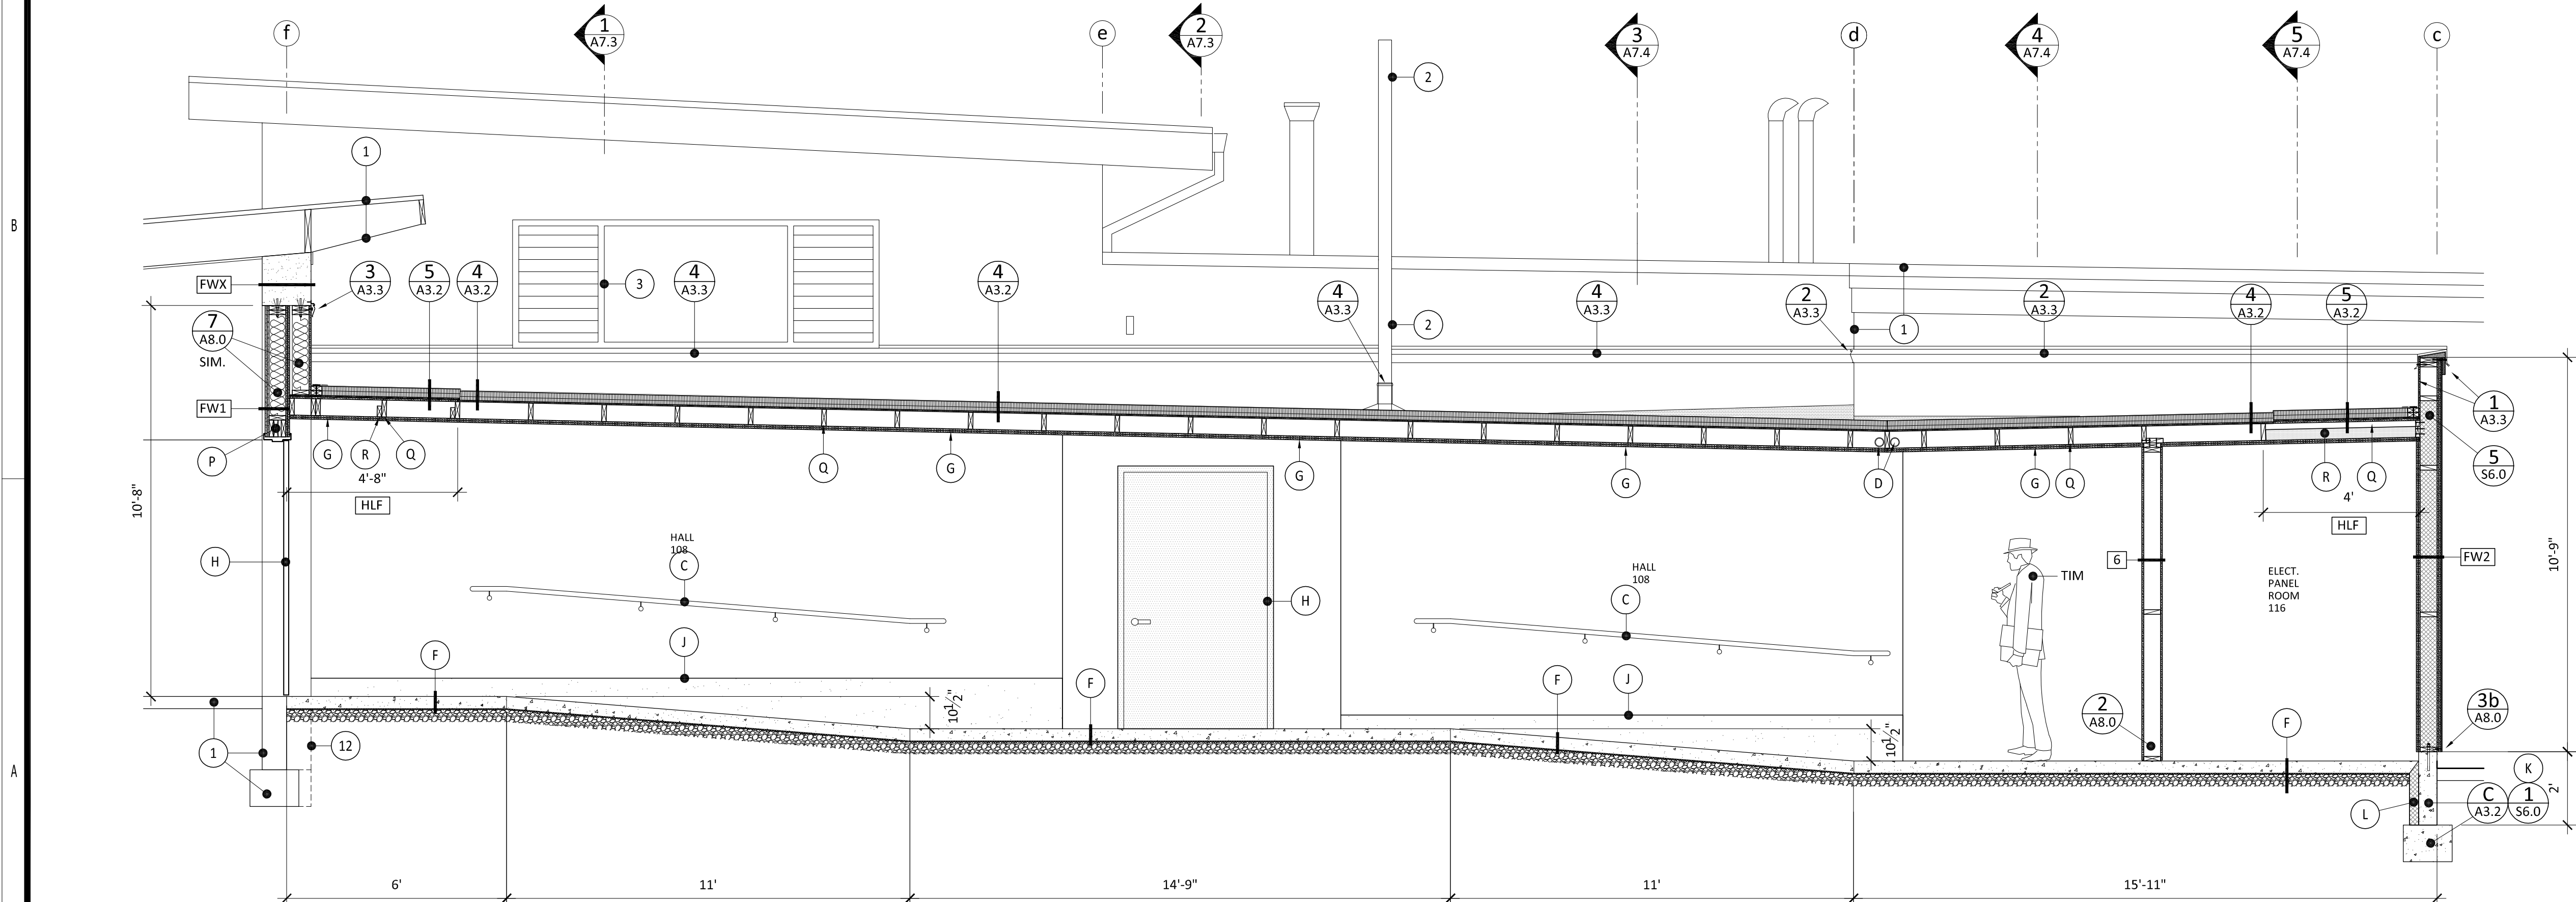 f
1
A7.3
e
2
A7.3
3
A7.4
d
4
A7.4
5
A7.4
c
2
1
B
FWX
3
A3.3
5
A3.2
4
A3.2
3
4
A3.3
4
A3.2
4
A3.3
2
4
A3.3
2
A3.3
1
2
A3.3
4
A3.2
5
A3.2
7
A8.0
SIM.
FW1
1
A3.3
P
G
R
Q
Q
G
G
G
D
G
Q
R
Q
5
S6.0
4'-8"
HLF
4'
HLF
10'-8"
10'-9"
H
HALL
108
C
HALL
108
C
H
6
TIM
ELECT.
PANEL
ROOM
116
FW2
F
J
F
F
J
2
A8.0
F
3b
A8.0
10 1/2"
10 1/2"
1
12
K
L
C
A3.2
1
S6.0
2'
A
6'
11'
14'-9"
11'
15'-11"